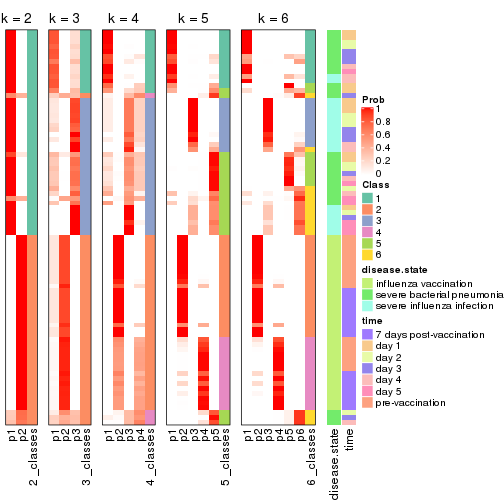 k = 2 k = 3 k = 4 k = 5 k = 6
Prob
1
0.8
0.6
0.4
0.2
0
Class
1
2
3
4
5
6
disease.state
influenza vaccination
severe bacterial pneumonia
severe influenza infection
time
7 days post-vaccination
day 1
day 2
day 3
day 4
day 5
pre-vaccination
p1 p2 2_classes p1 p2 p3 3_classes p1 p2 p3 p4 4_classes p1 p2 p3 p4 p5 5_classes p1 p2 p3 p4 p5 p6 6_classes disease.state time